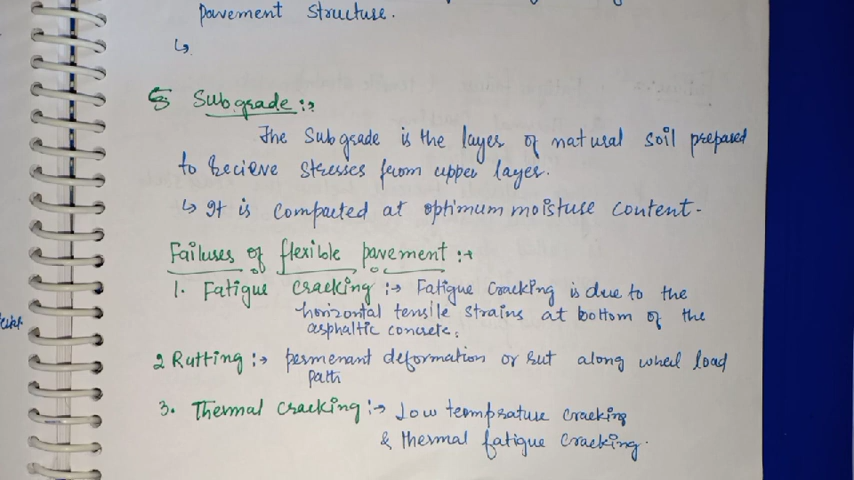 pavement structure.
↳
5 Subgrade :→
The Subgrade is the layer of natural soil prepared
to Recieve stresses from upper layer.
↳ It is compacted at optimum moisture content.
Failures of flexible pavement :→
1. Fatigue cracking :→ Fatigue cracking is due to the
horizontal tensile strains at bottom of the
asphaltic concrete.
2 Rutting :→ permenant deformation or rut along wheel load
path
3. Thermal cracking :→ Low temprature cracking
& thermal fatigue cracking.